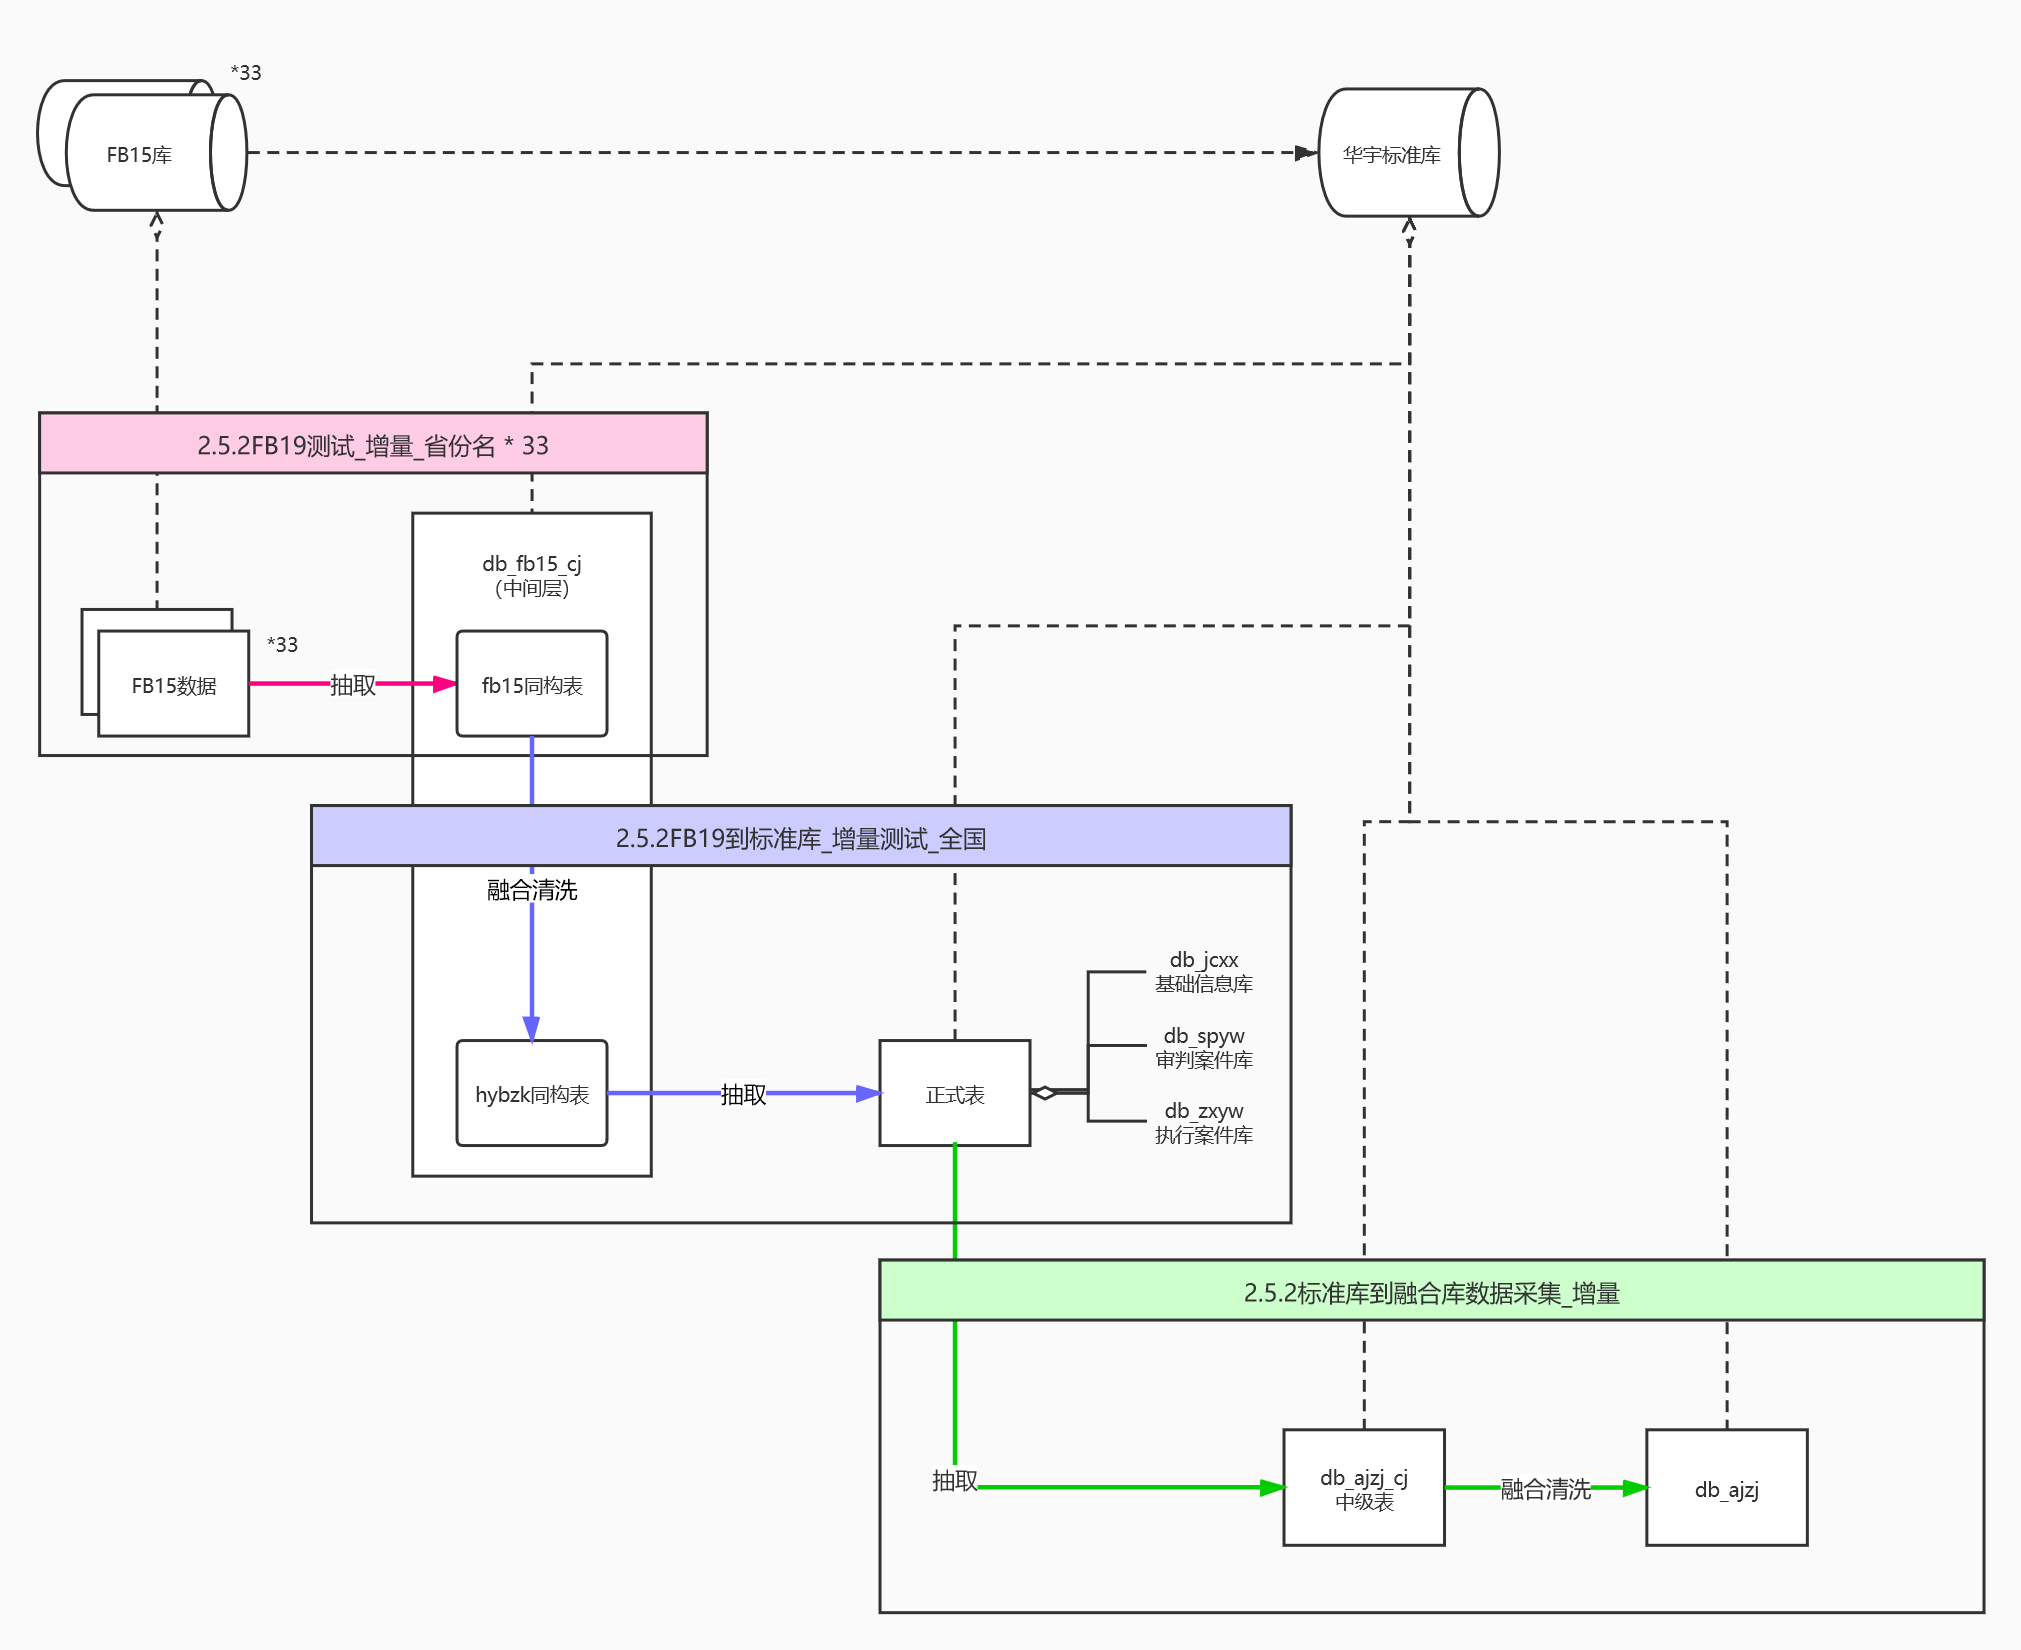 *33
FB15库
华宇标准库
2.5.2FB19测试_增量_省份名 * 33
db_fb15_cj
（中间层）
*33
FB15数据
抽取
fb15同构表
2.5.2FB19到标准库_增量测试_全国
融合清洗
db_jcxx
基础信息库
db_spyw
审判案件库
hybzk同构表
抽取
正式表
db_zxyw
执行案件库
2.5.2标准库到融合库数据采集_增量
抽取
db_ajzj_cj
中级表
融合清洗
db_ajzj